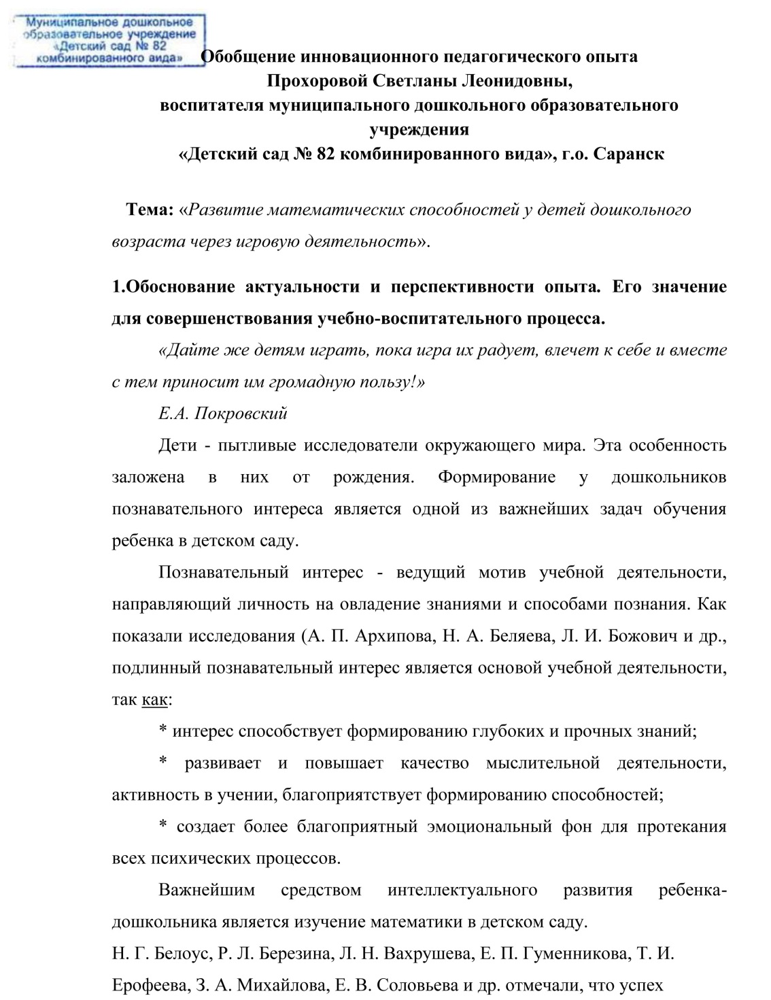 Муниципальное дошкольное
образовательное учреждение
«Детский сад № 82
комбинированного вида»
Обобщение инновационного педагогического опыта
Прохоровой Светланы Леонидовны,
воспитателя муниципального дошкольного образовательного
учреждения
«Детский сад № 82 комбинированного вида», г.о. Саранск
Тема: «Развитие математических способностей у детей дошкольного
возраста через игровую деятельность».
1.Обоснование актуальности и перспективности опыта. Его значение
для совершенствования учебно-воспитательного процесса.
«Дайте же детям играть, пока игра их радует, влечет к себе и вместе
с тем приносит им громадную пользу!»
Е.А. Покровский
Дети - пытливые исследователи окружающего мира. Эта особенность
заложена в них от рождения. Формирование у дошкольников
познавательного интереса является одной из важнейших задач обучения
ребенка в детском саду.
Познавательный интерес - ведущий мотив учебной деятельности,
направляющий личность на овладение знаниями и способами познания. Как
показали исследования (А. П. Архипова, Н. А. Беляева, Л. И. Божович и др.,
подлинный познавательный интерес является основой учебной деятельности,
так как:
* интерес способствует формированию глубоких и прочных знаний;
* развивает и повышает качество мыслительной деятельности,
активность в учении, благоприятствует формированию способностей;
* создает более благоприятный эмоциональный фон для протекания
всех психических процессов.
Важнейшим средством интеллектуального развития ребенка-
дошкольника является изучение математики в детском саду.
Н. Г. Белоус, Р. Л. Березина, Л. Н. Вахрушева, Е. П. Гуменникова, Т. И.
Ерофеева, З. А. Михайлова, Е. В. Соловьева и др. отмечали, что успех